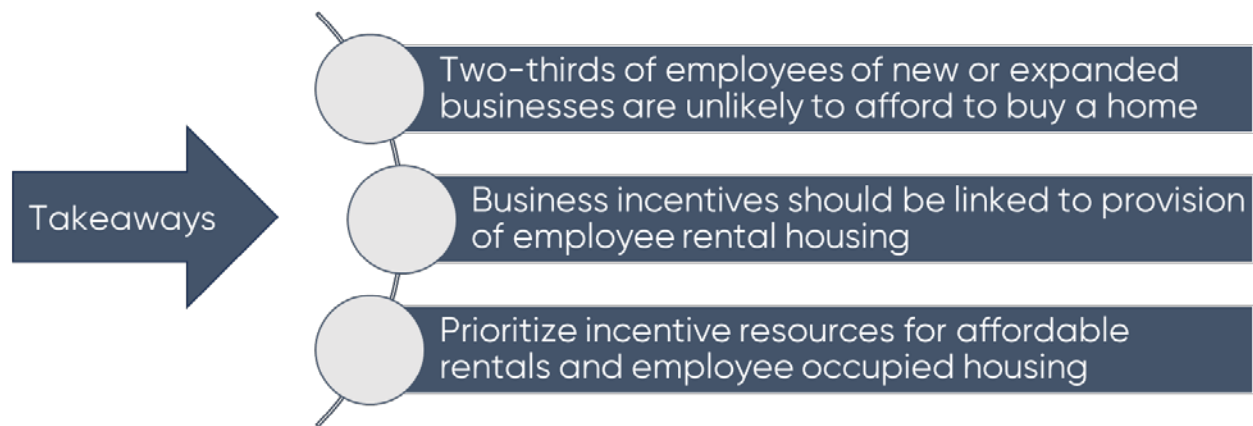 Takeaways
Two-thirds of employees of new or expanded
businesses are unlikely to afford to buy a home
Business incentives should be linked to provision
of employee rental housing
Prioritize incentive resources for affordable
rentals and employee occupied housing